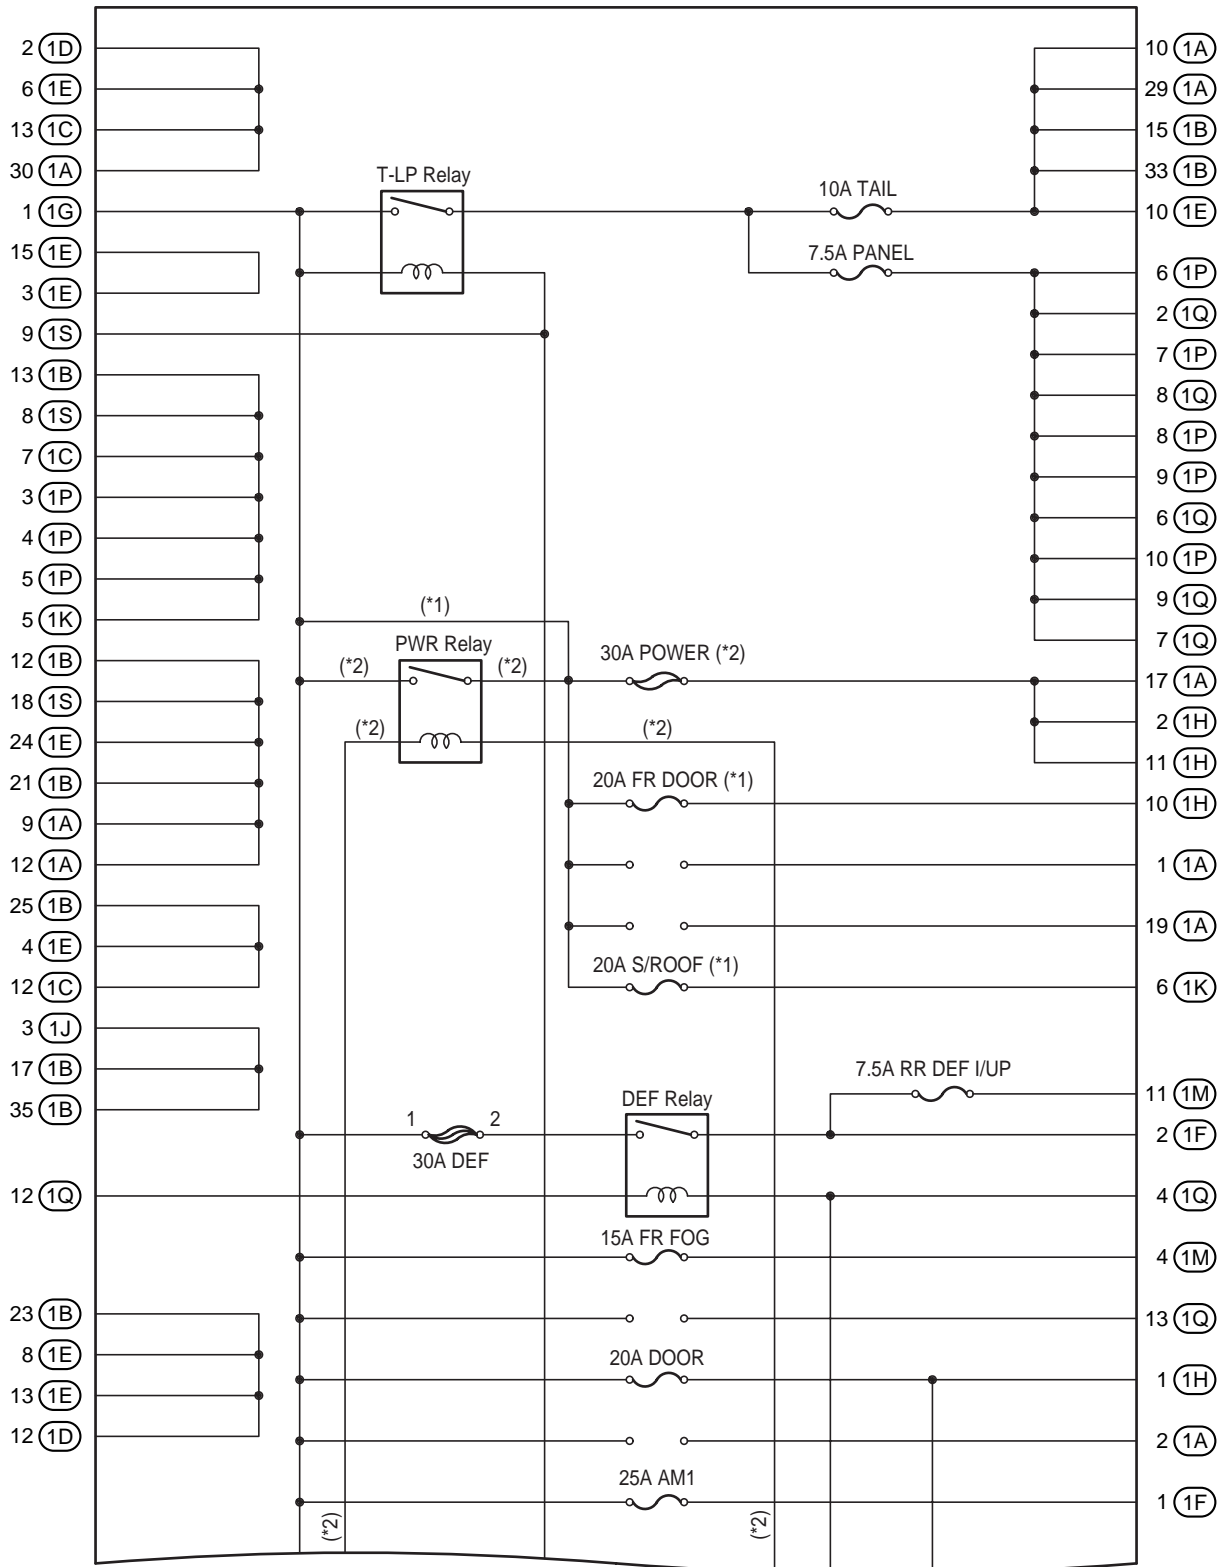 2 1D
10 1A
6 1E
29 1A
13 1C
15 1B
30 1A
33 1B
T-LP Relay
10A TAIL
1 1G
10 1E
15 1E
7.5A PANEL
6 1P
3 1E
2 1Q
9 1S
7 1P
13 1B
8 1Q
8 1S
8 1P
7 1C
9 1P
3 1P
6 1Q
4 1P
10 1P
5 1P
9 1Q
5 1K
(*1)
7 1Q
PWR Relay
30A POWER (*2)
12 1B
(*2)
(*2)
17 1A
18 1S
2 1H
24 1E
(*2)
(*2)
11 1H
21 1B
20A FR DOOR (*1)
10 1H
9 1A
12 1A
1 1A
25 1B
19 1A
4 1E
20A S/ROOF (*1)
12 1C
6 1K
3 1J
17 1B
7.5A RR DEF I/UP
35 1B
DEF Relay
11 1M
1
2
2 1F
30A DEF
12 1Q
4 1Q
15A FR FOG
4 1M
23 1B
13 1Q
8 1E
20A DOOR
1 1H
13 1E
12 1D
2 1A
25A AM1
1 1F
(*2)
(*2)